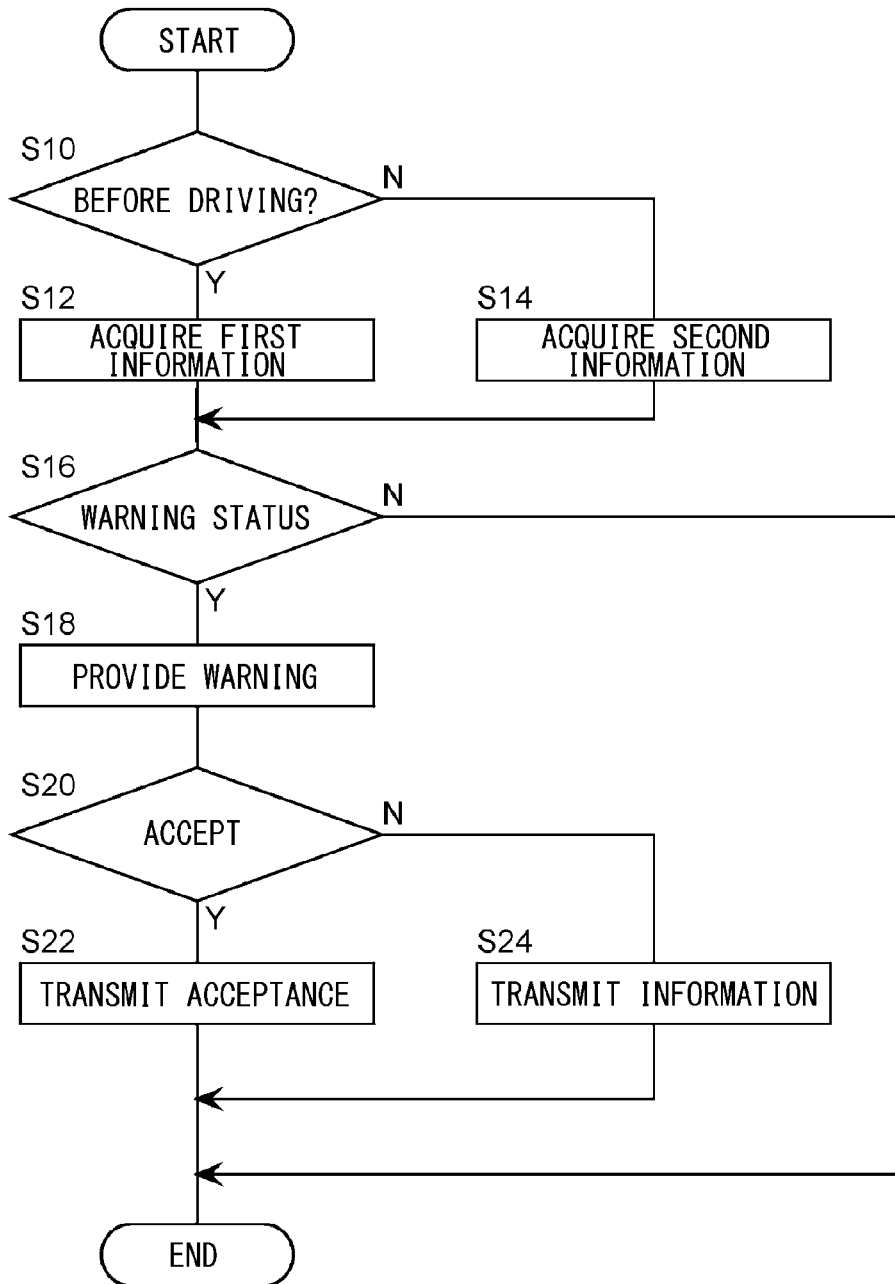 START
S10
BEFORE DRIVING?
N
Y
S12
ACQUIRE FIRST
INFORMATION
S14
ACQUIRE SECOND
INFORMATION
S16
WARNING STATUS
N
Y
S18
PROVIDE WARNING
S20
ACCEPT
N
Y
S22
TRANSMIT ACCEPTANCE
S24
TRANSMIT INFORMATION
END